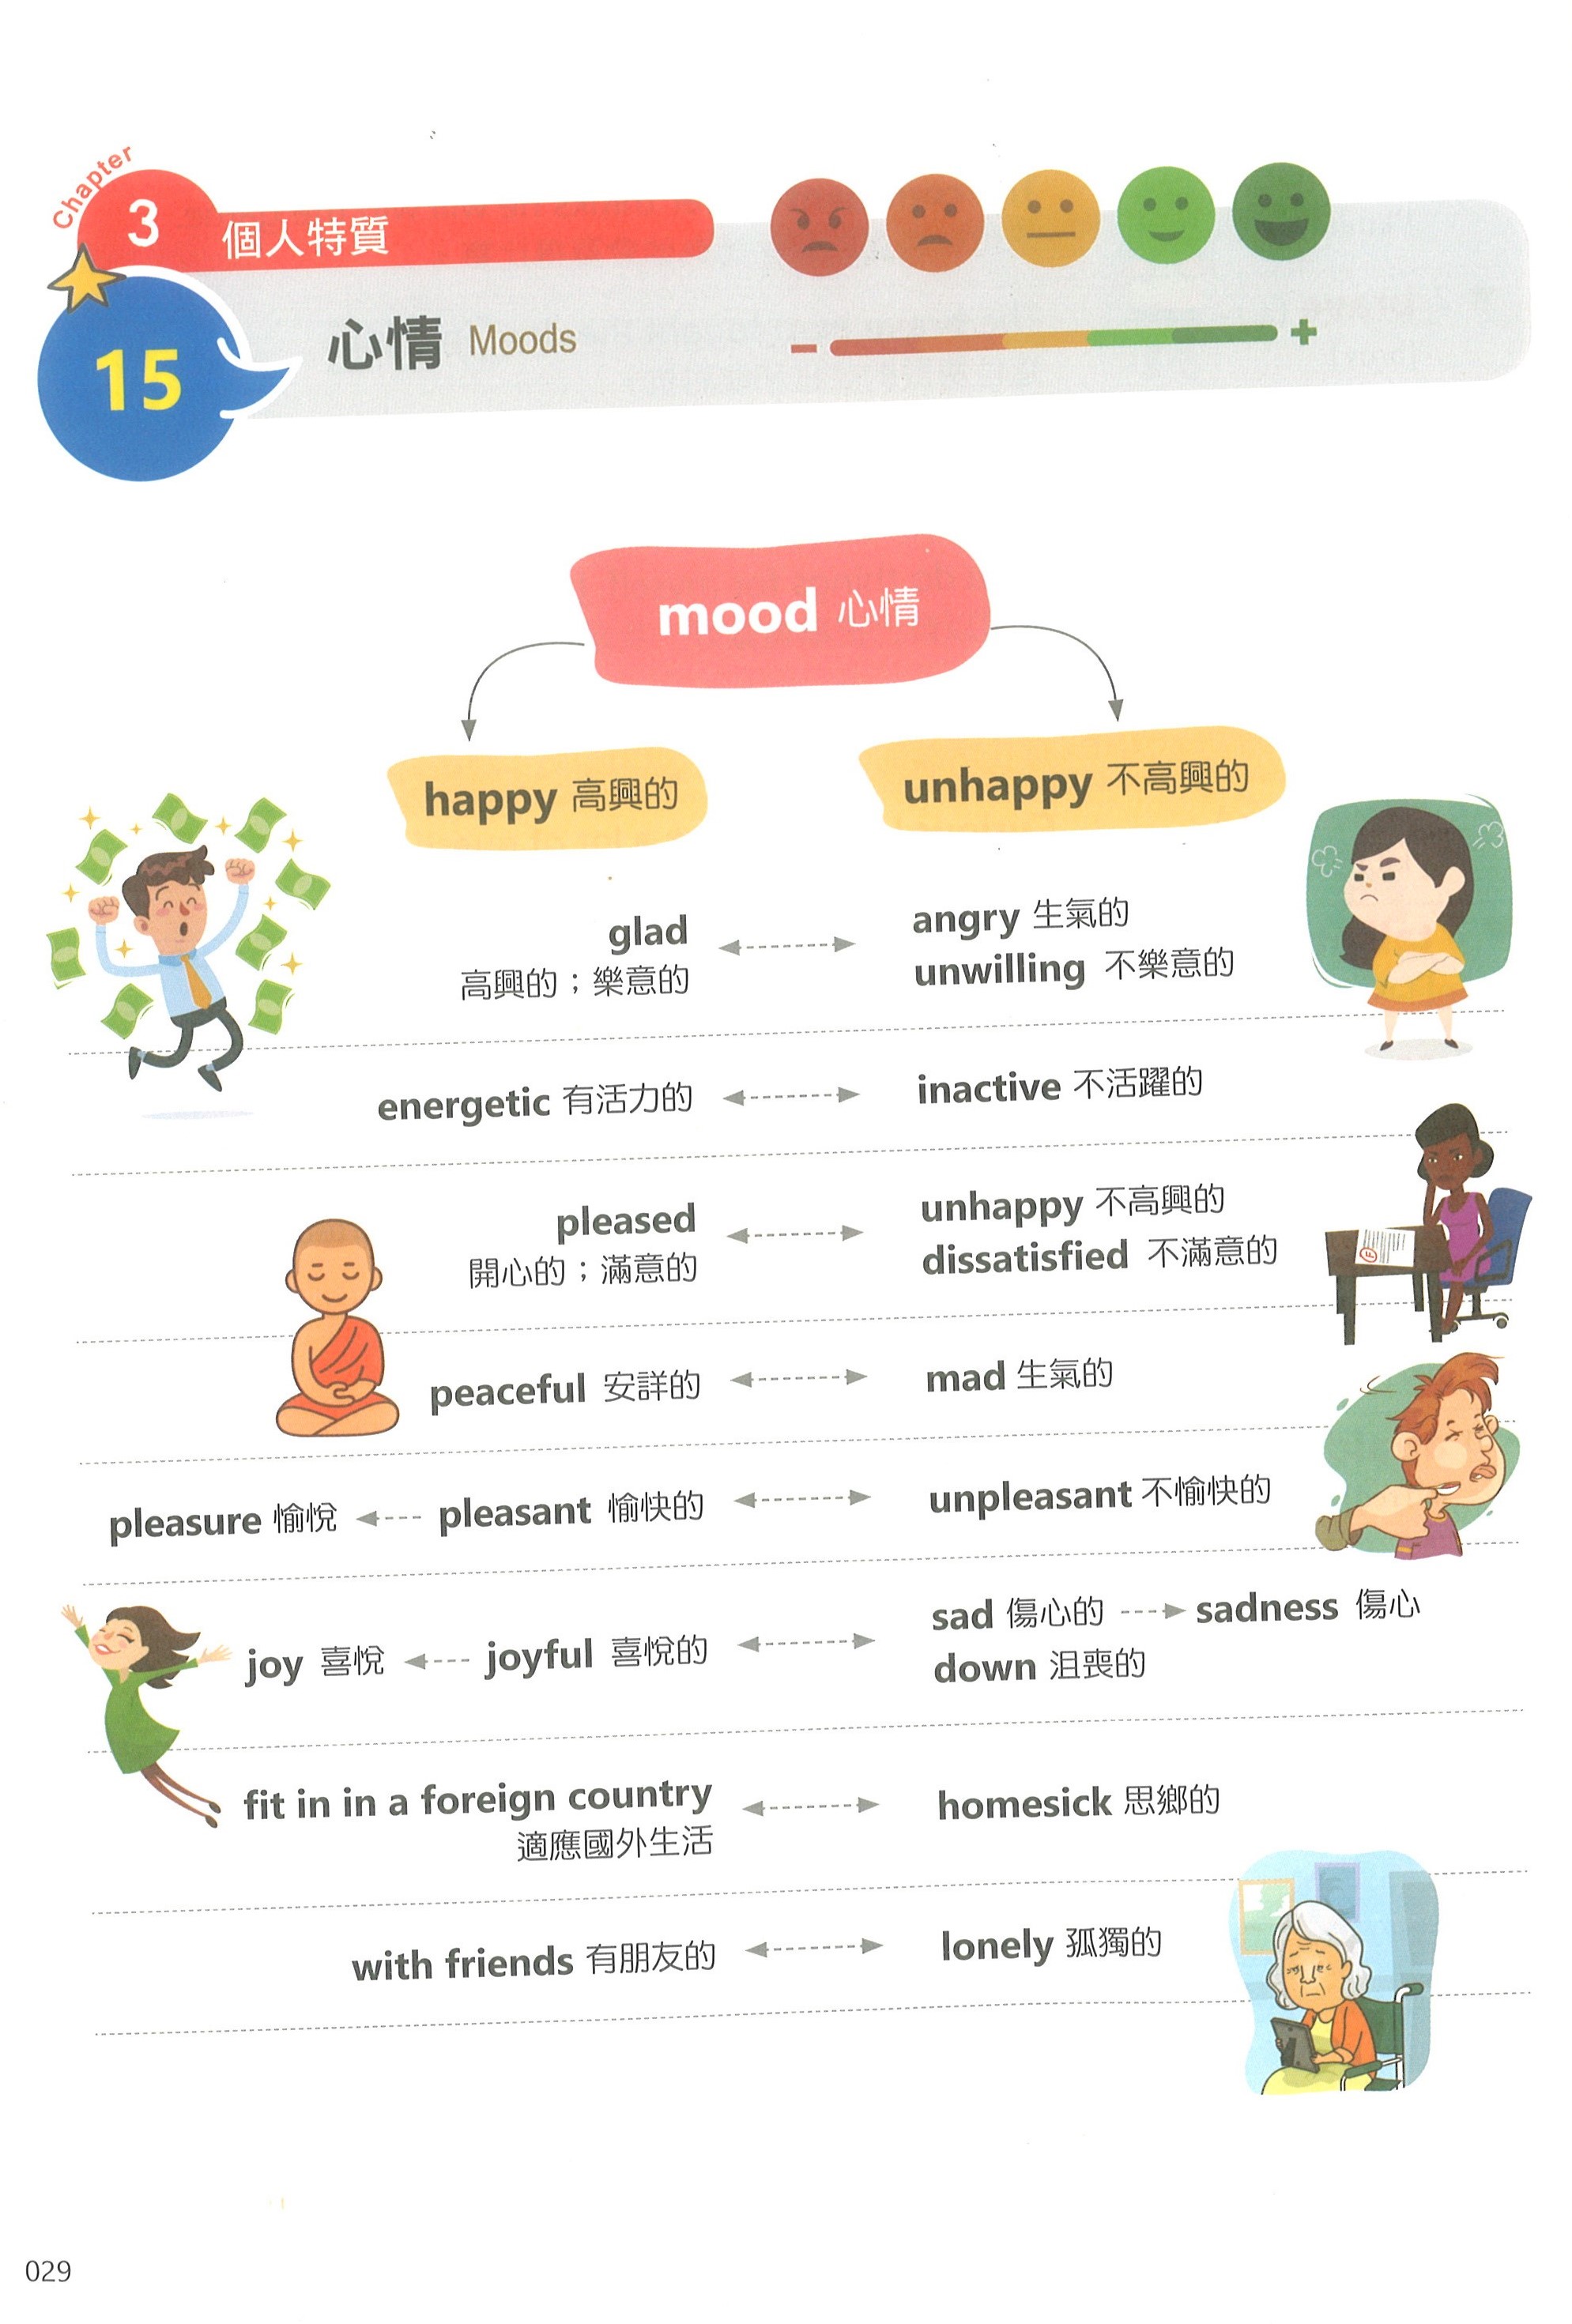 Chapter
3 個人特質
15 心情 Moods
mood 心情
happy 高興的
unhappy 不高興的
glad
高興的；樂意的
angry 生氣的
unwilling 不樂意的
energetic 有活力的
inactive 不活躍的
pleased
開心的；滿意的
unhappy 不高興的
dissatisfied 不滿意的
F
peaceful 安詳的
mad 生氣的
pleasure 愉悅
pleasant 愉快的
unpleasant 不愉快的
joy 喜悅
joyful 喜悅的
sad 傷心的
sadness 傷心
down 沮喪的
fit in in a foreign country
適應國外生活
homesick 思鄉的
with friends 有朋友的
lonely 孤獨的
029